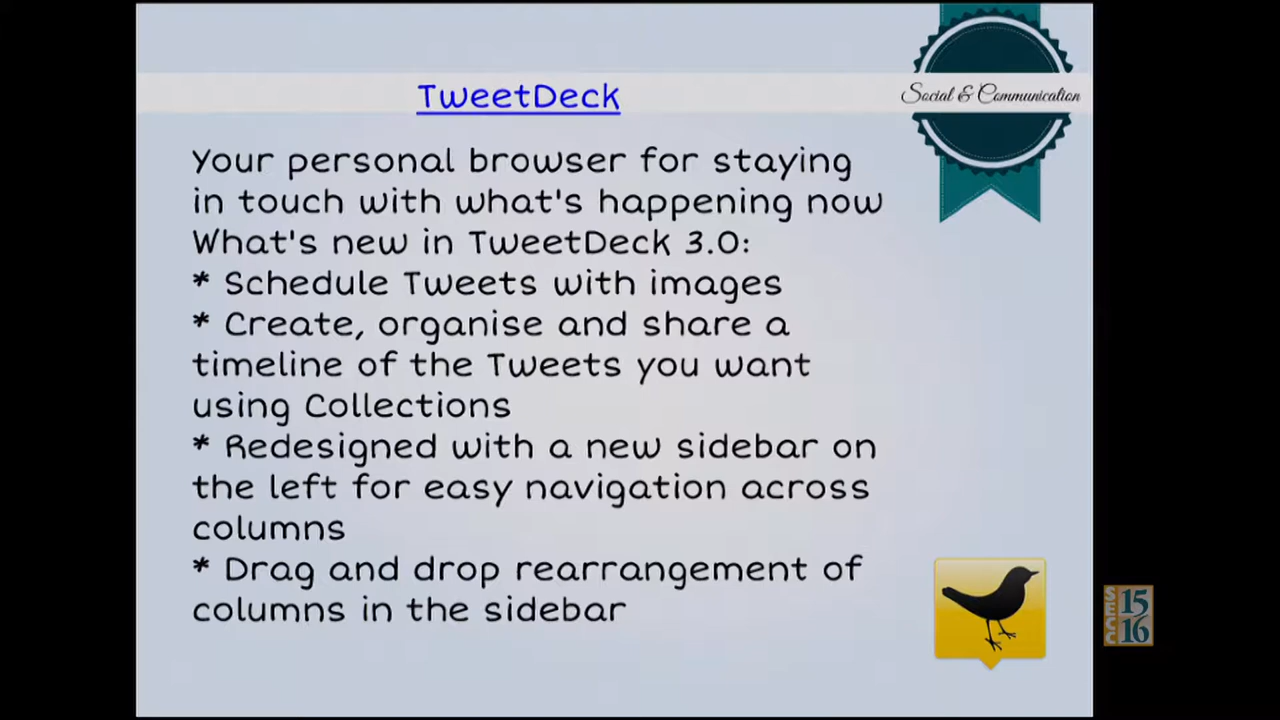 TweetDeck
Social & Communication
Your personal browser for staying
in touch with what's happening now
What's new in TweetDeck 3.0:
* Schedule Tweets with images
* Create, organise and share a
timeline of the Tweets you want
using Collections
* Redesigned with a new sidebar on
the left for easy navigation across
columns
* Drag and drop rearrangement of
columns in the sidebar
SECC
15
16